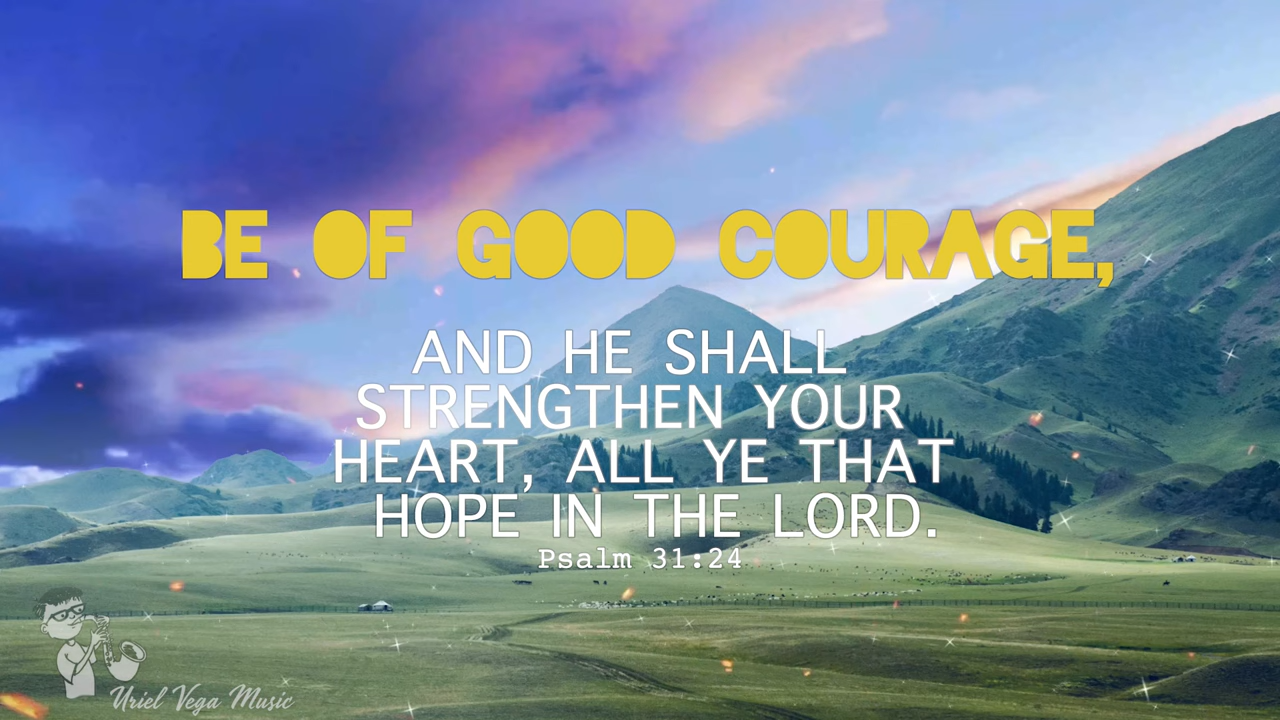 BE OF GOOD COURAGE,
AND HE SHALL
STRENGTHEN YOUR
HEART, ALL YE THAT
HOPE IN THE LORD.
Psalm 31:24
Uriel Vega Music